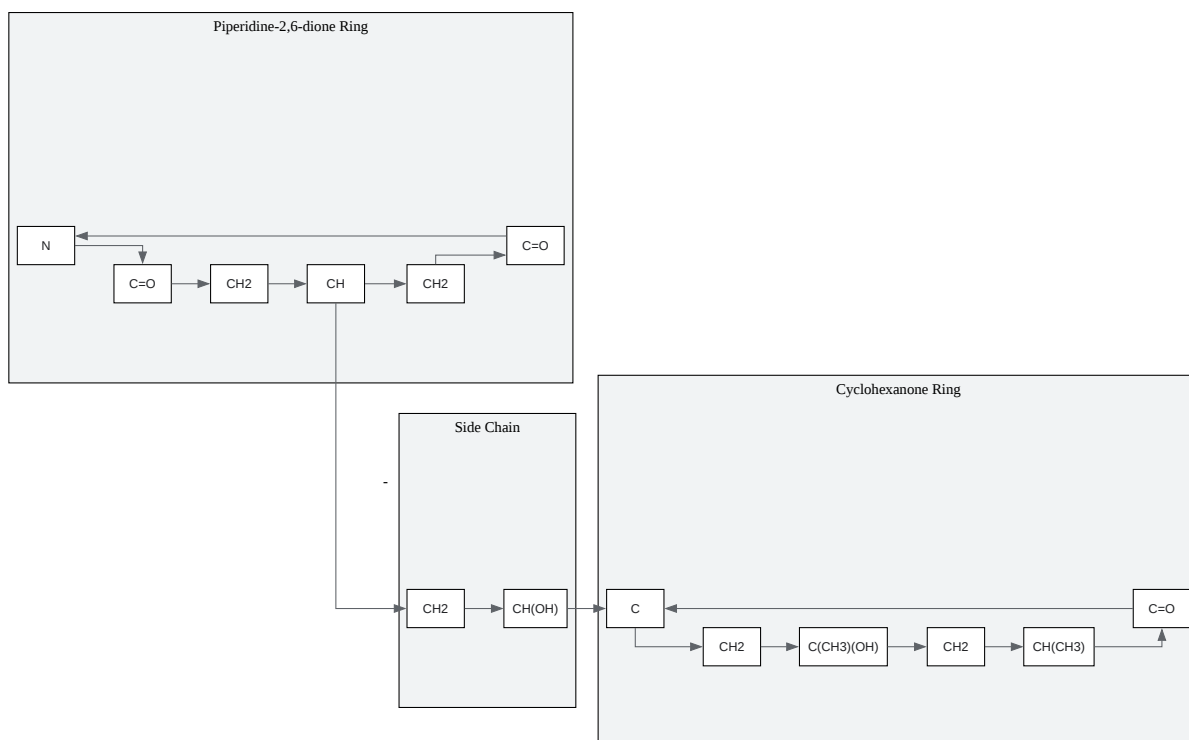 Piperidine-2,6-dione Ring
N
C=O
C=O
CH2
CH
CH2
Cyclohexanone Ring
Side Chain
-
CH2
CH(OH)
C
C=O
CH2
C(CH3)(OH)
CH2
CH(CH3)